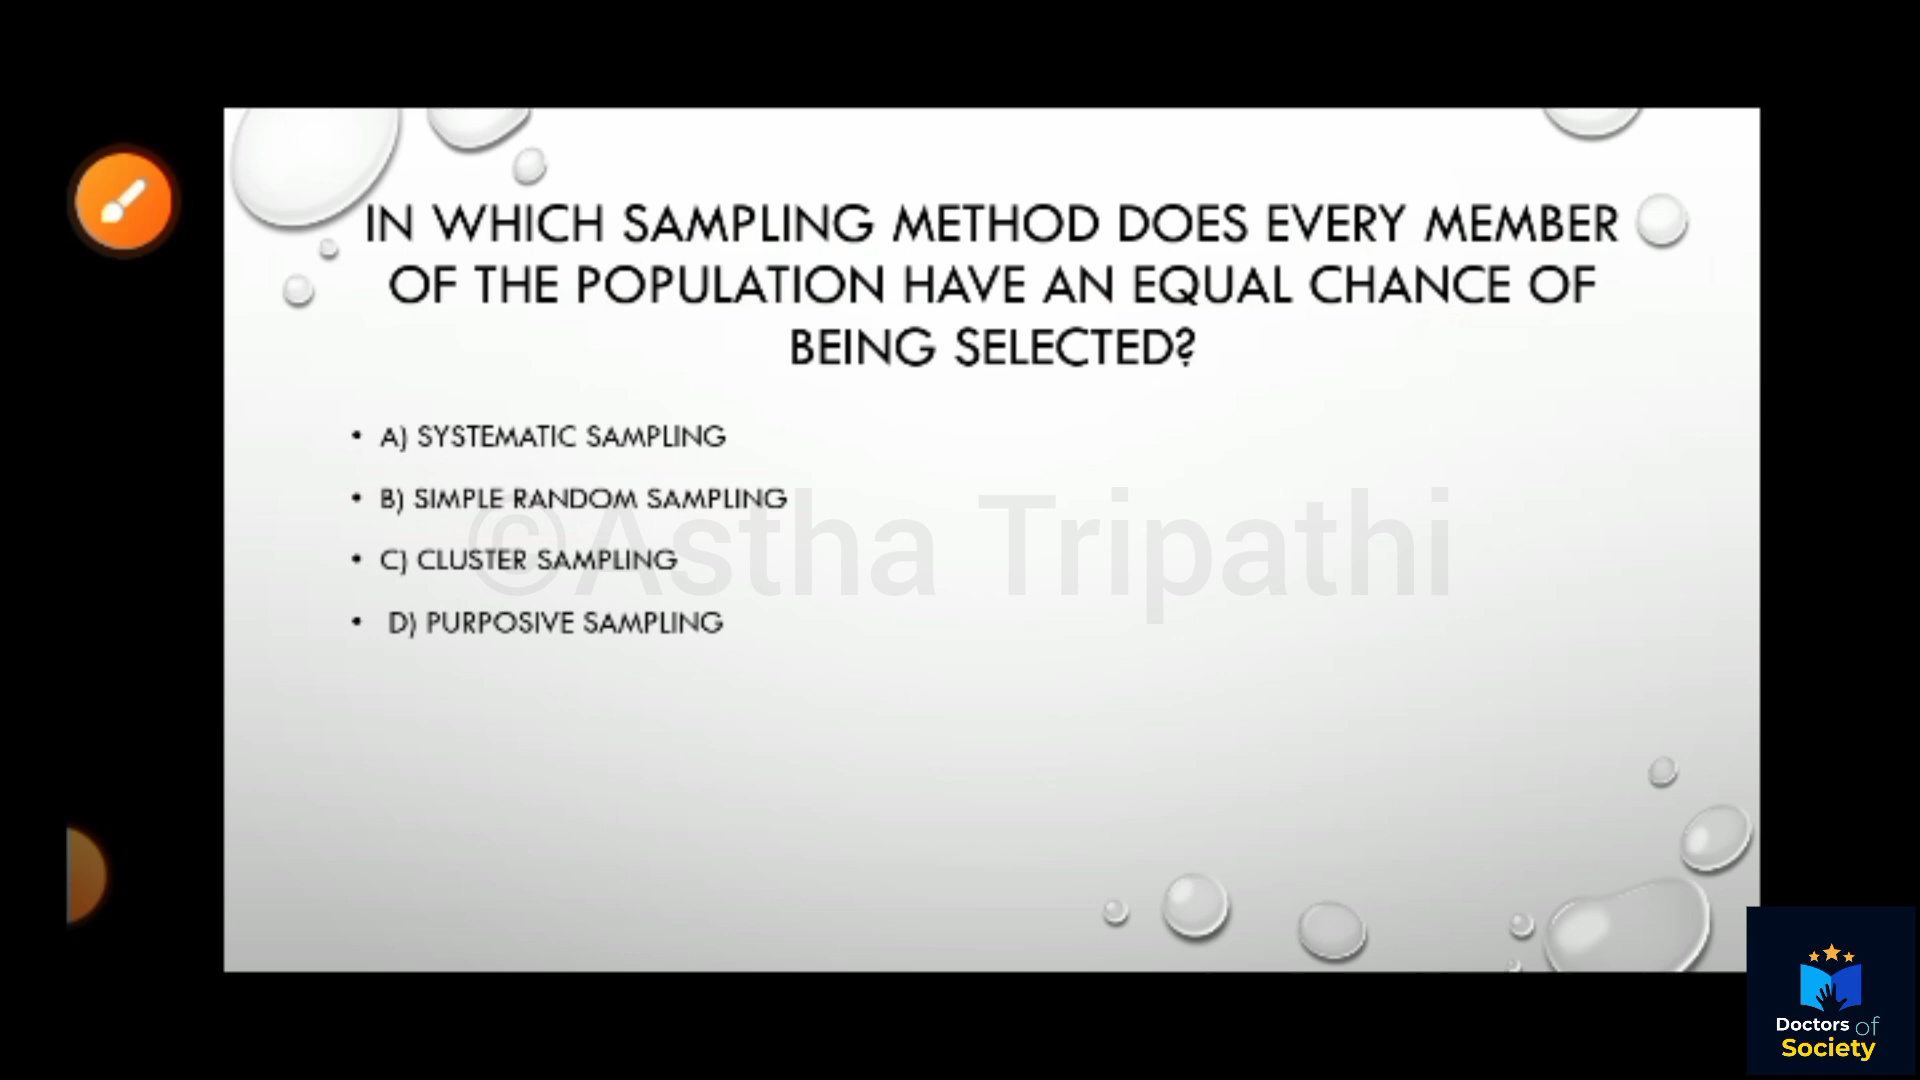 IN WHICH SAMPLING METHOD DOES EVERY MEMBER
OF THE POPULATION HAVE AN EQUAL CHANCE OF
BEING SELECTED?
• A) SYSTEMATIC SAMPLING
• B) SIMPLE RANDOM SAMPLING
• C) CLUSTER SAMPLING
• D) PURPOSIVE SAMPLING
©Astha Tripathi
Doctors of
Society